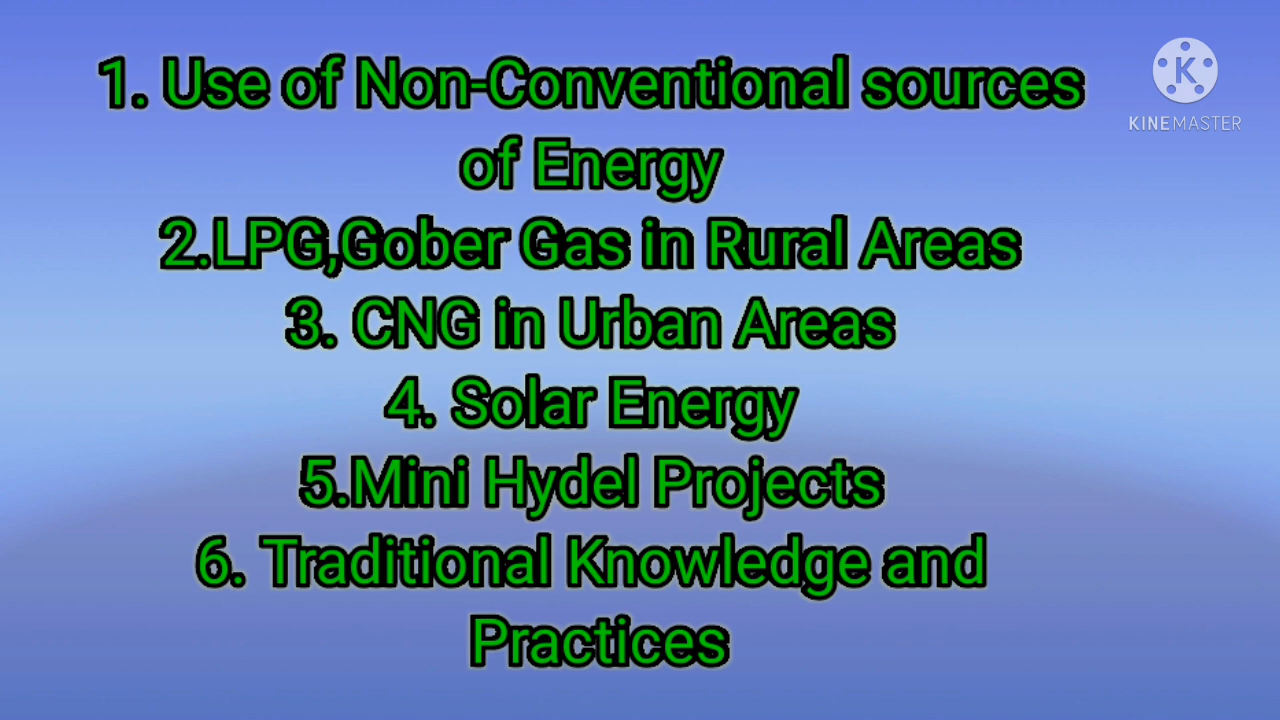 1. Use of Non-Conventional sources
of Energy
2.LPG,Gober Gas in Rural Areas
3. CNG in Urban Areas
4. Solar Energy
5.Mini Hydel Projects
6. Traditional Knowledge and
Practices
K
KINEMASTER